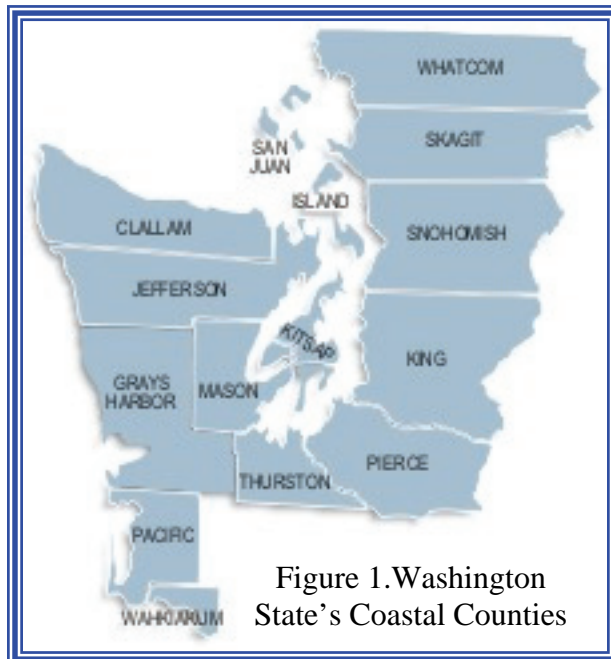 WHATCOM
SKAGIT
SAN
JUAN
ISLAND
CLALLAM
SNOHOMISH
JEFFERSON
KITSAP
KING
GRAYS
HARBOR
MASON
PIERCE
THURSTON
PACIFIC
WAHKIAKUM
Figure 1.Washington
State's Coastal Counties